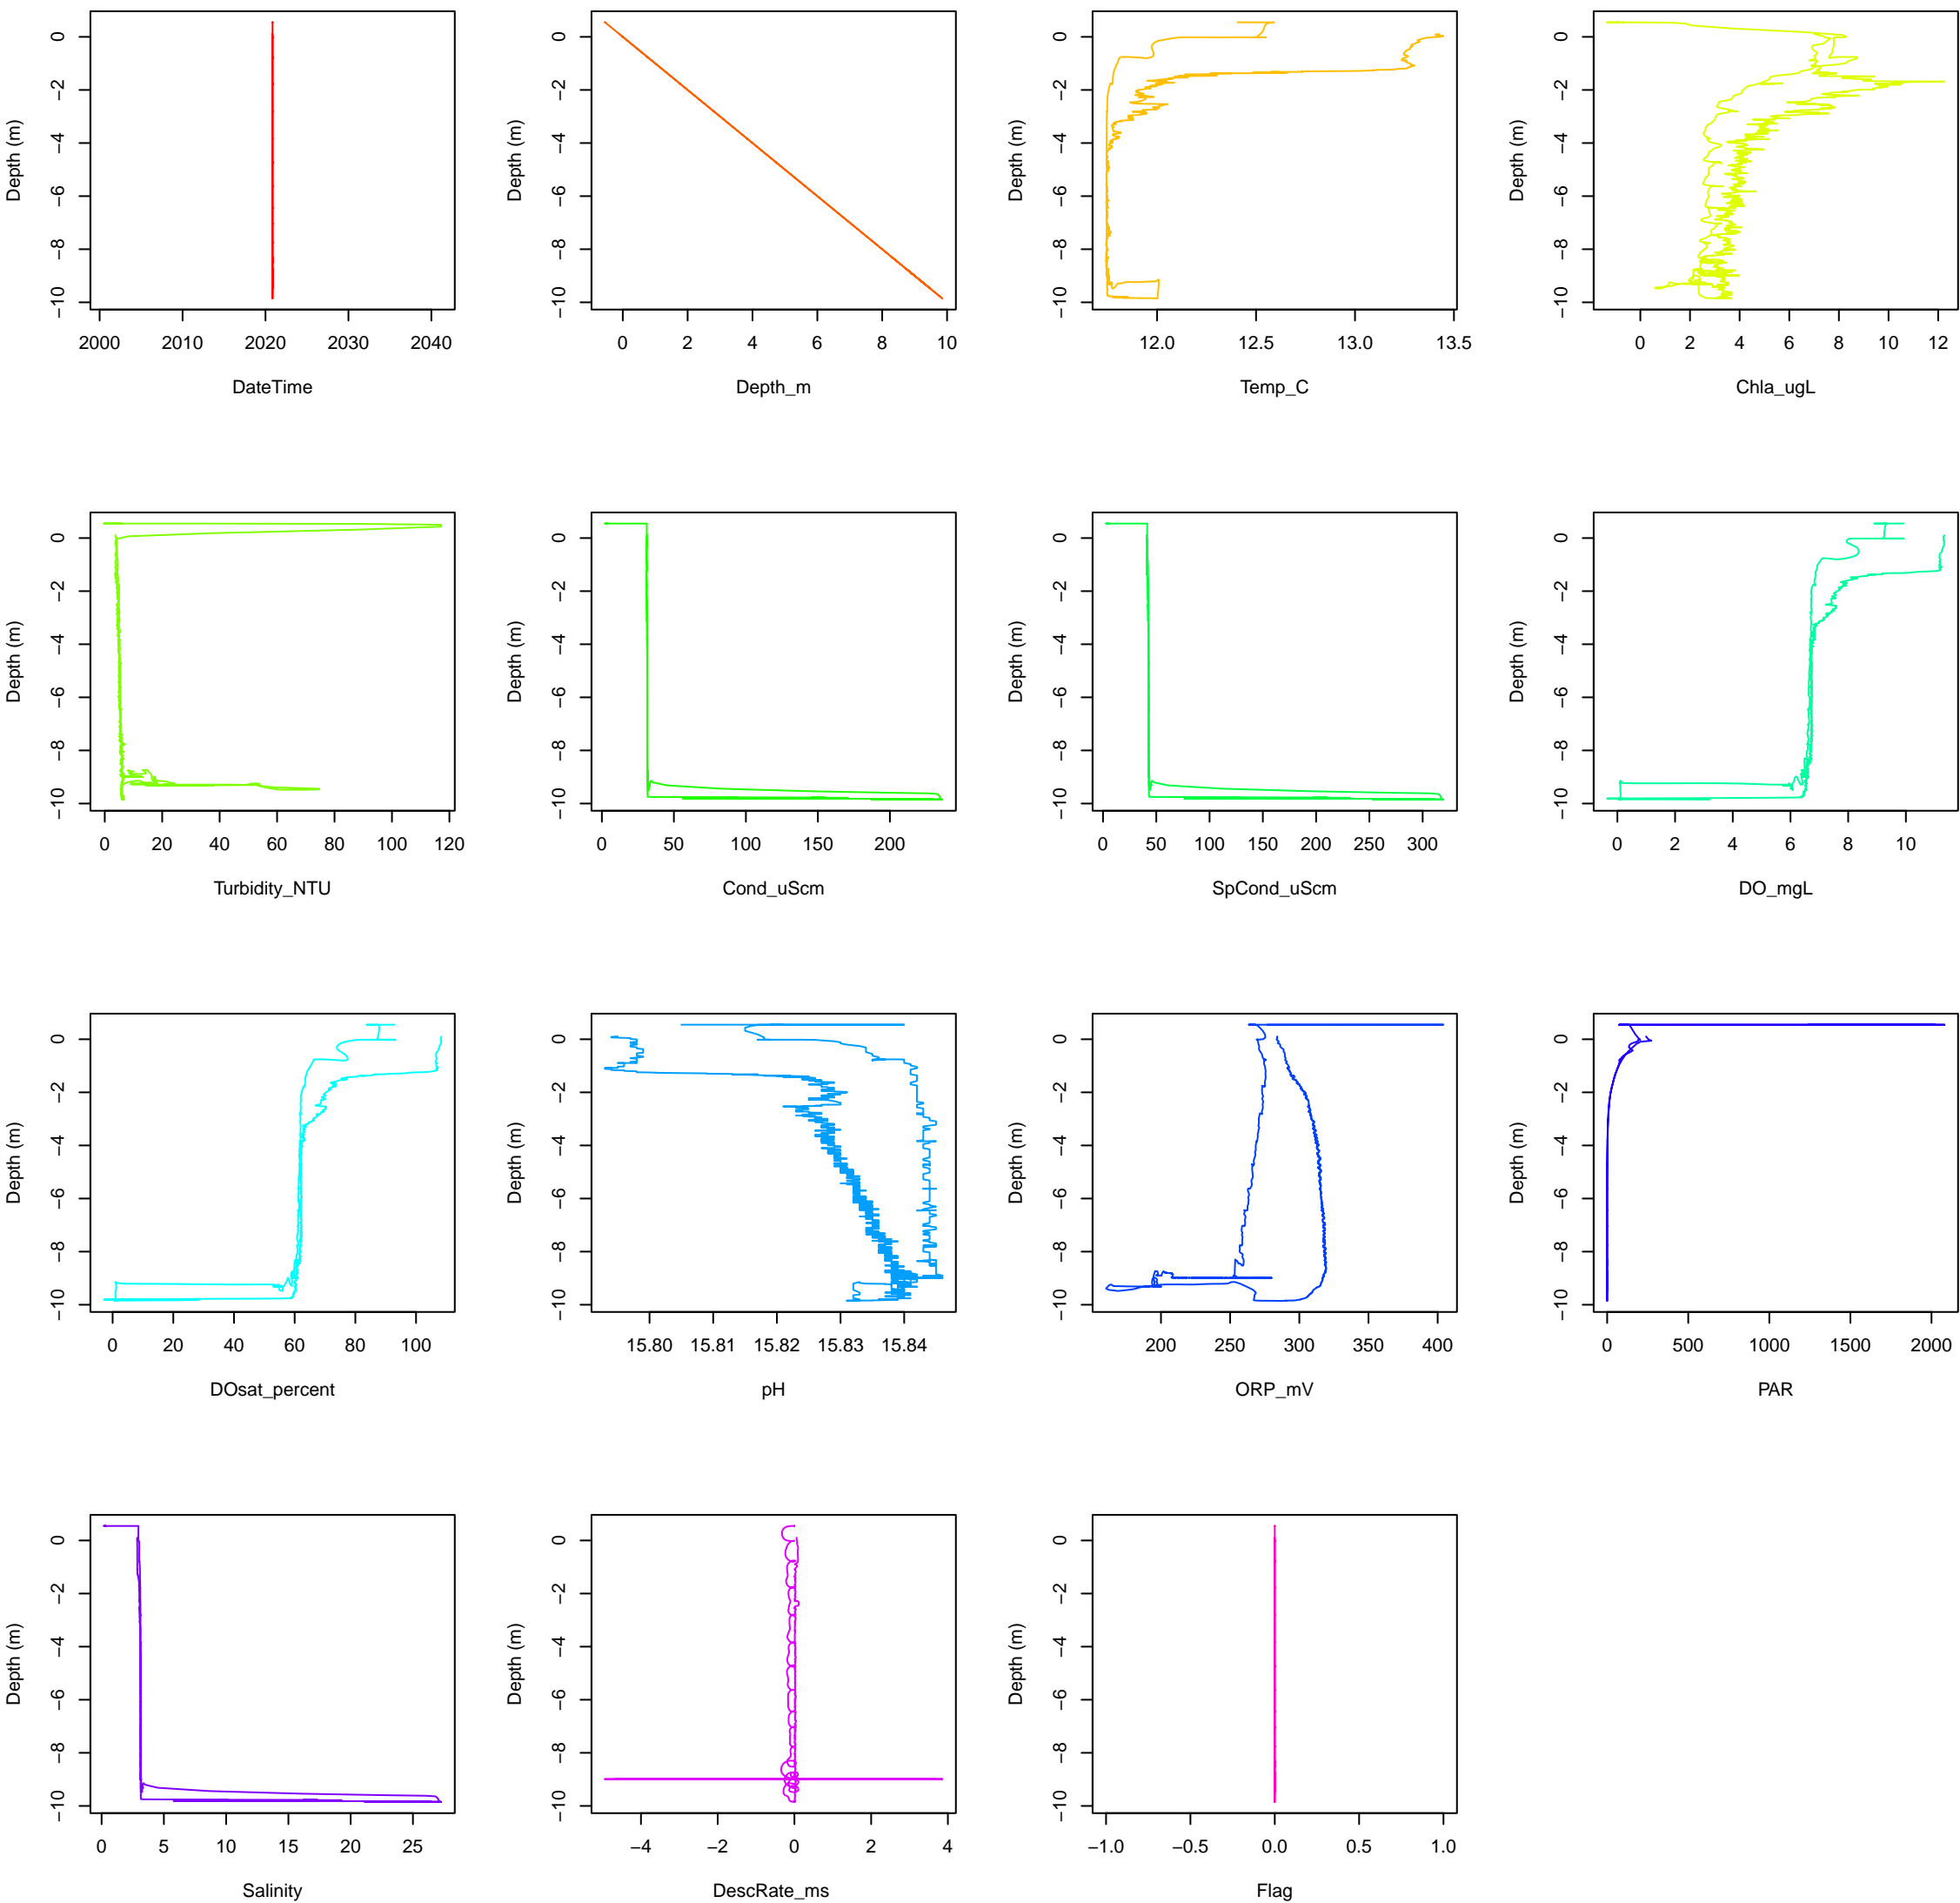 Depth (m)
0
−2
−4
−6
−8
−10
2000 2010 2020 2030 2040
DateTime
Depth (m)
0
−2
−4
−6
−8
−10
0 2 4 6 8 10
Depth_m
Depth (m)
0
−2
−4
−6
−8
−10
12.0 12.5 13.0 13.5
Temp_C
Depth (m)
0
−2
−4
−6
−8
−10
0 2 4 6 8 10 12
Chla_ugL
Depth (m)
0
−2
−4
−6
−8
−10
0 20 40 60 80 100 120
Turbidity_NTU
Depth (m)
0
−2
−4
−6
−8
−10
0 50 100 150 200
Cond_uScm
Depth (m)
0
−2
−4
−6
−8
−10
0 50 100 150 200 250 300
SpCond_uScm
Depth (m)
0
−2
−4
−6
−8
−10
0 2 4 6 8 10
DO_mgL
Depth (m)
0
−2
−4
−6
−8
−10
0 20 40 60 80 100
DOsat_percent
Depth (m)
0
−2
−4
−6
−8
−10
15.80 15.81 15.82 15.83 15.84
pH
Depth (m)
0
−2
−4
−6
−8
−10
200 250 300 350 400
ORP_mV
Depth (m)
0
−2
−4
−6
−8
−10
0 500 1000 1500 2000
PAR
Depth (m)
0
−2
−4
−6
−8
−10
0 5 10 15 20 25
Salinity
Depth (m)
0
−2
−4
−6
−8
−10
−4 −2 0 2 4
DescRate_ms
Depth (m)
0
−2
−4
−6
−8
−10
−1.0 −0.5 0.0 0.5 1.0
Flag